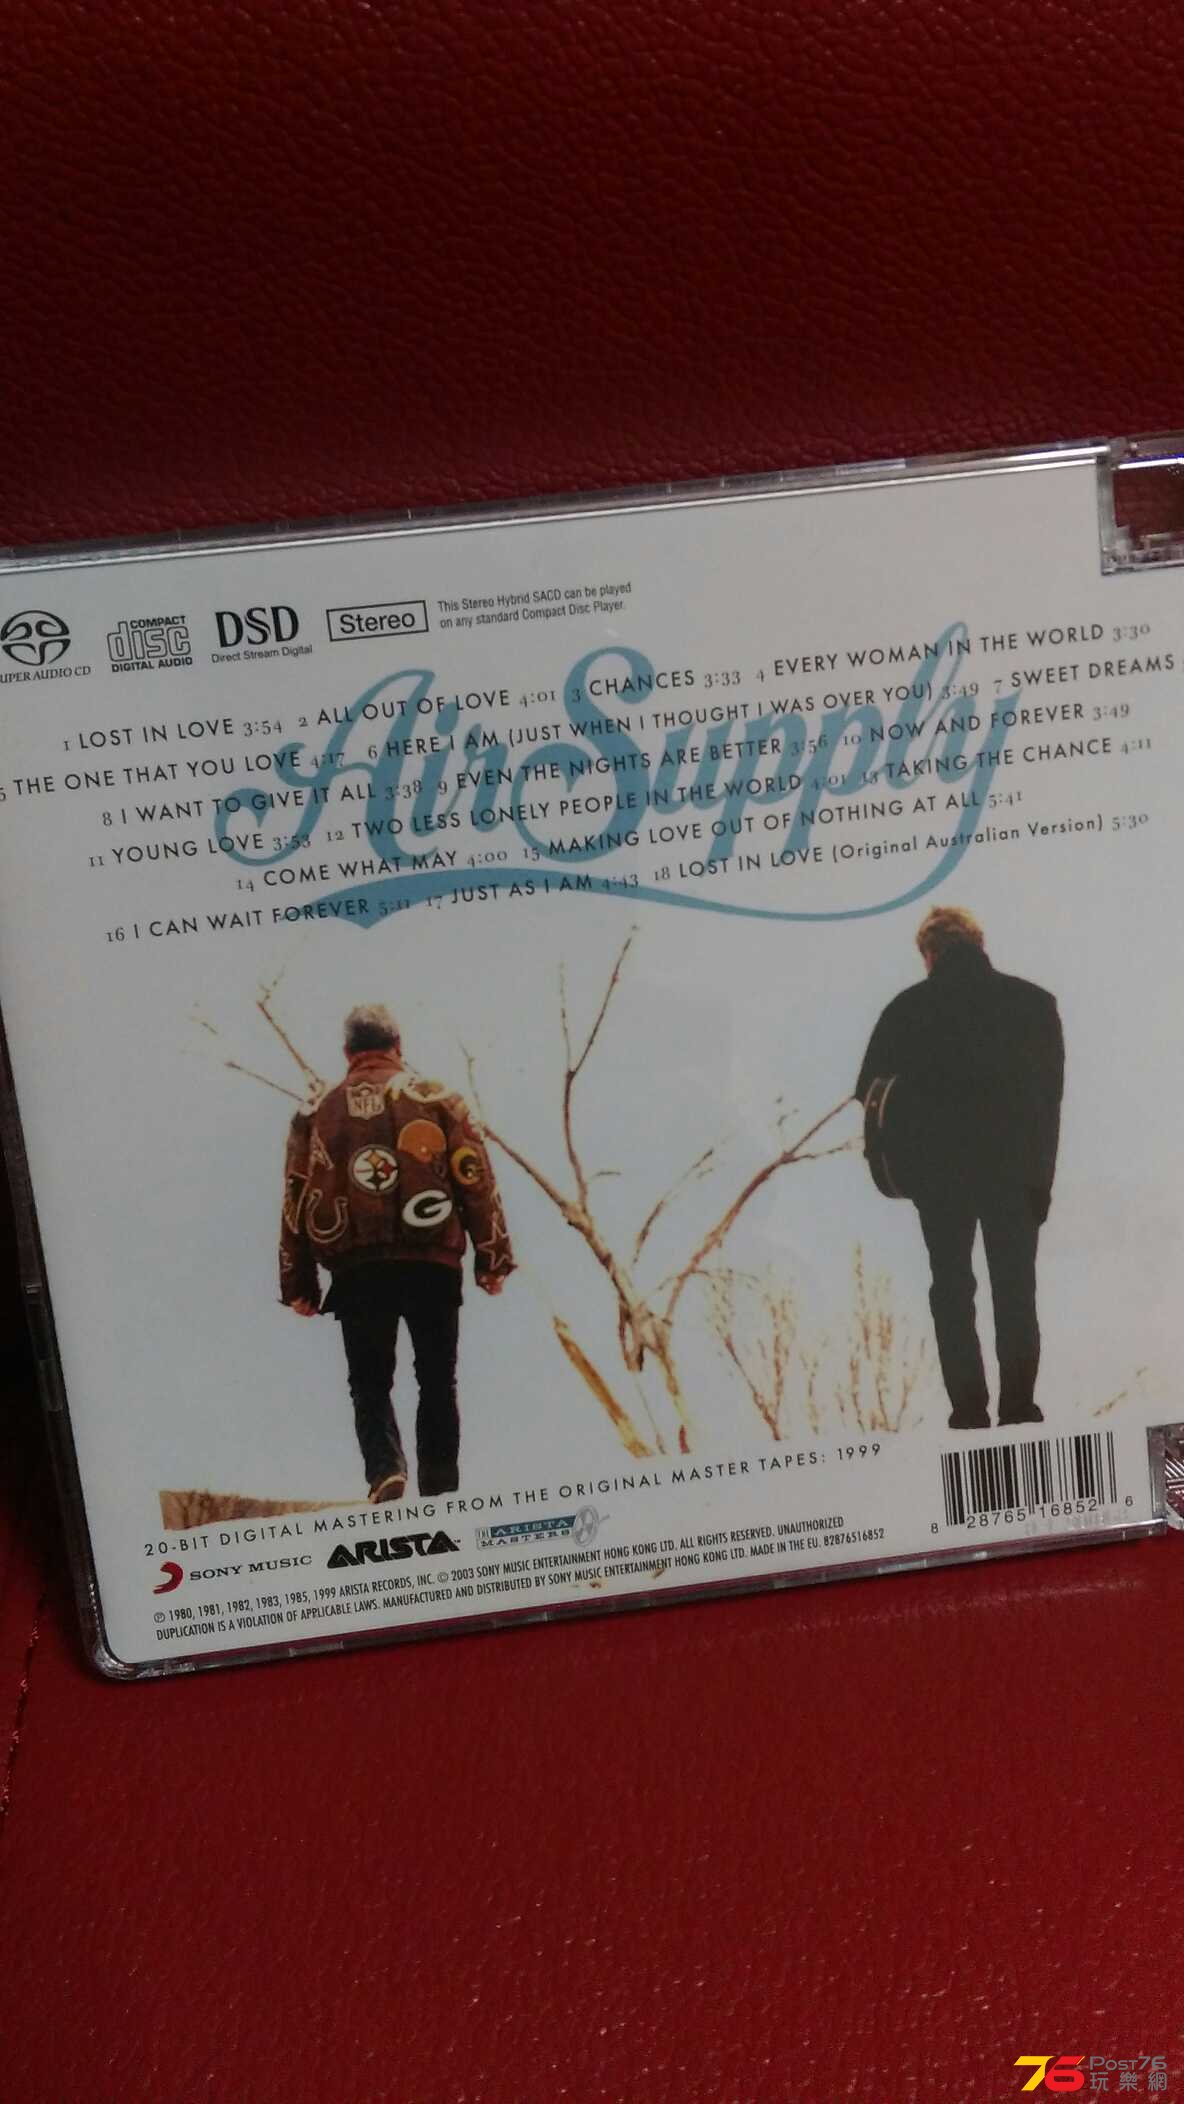 UPER AUDIO CD
COMPACT
disc
DIGITAL AUDIO
DSD
Direct Stream Digital
Stereo
This Stereo Hybrid SACD can be played
on any standard Compact Disc Player.
Air Supply
1 LOST IN LOVE 3:54 2 ALL OUT OF LOVE 4:01 3 CHANCES 3:33 4 EVERY WOMAN IN THE WORLD 3:30
5 THE ONE THAT YOU LOVE 4:17 6 HERE I AM (JUST WHEN I THOUGHT I WAS OVER YOU) 3:49 7 SWEET DREAMS
8 I WANT TO GIVE IT ALL 3:38 9 EVEN THE NIGHTS ARE BETTER 3:56 10 NOW AND FOREVER 3:49
11 YOUNG LOVE 3:53 12 TWO LESS LONELY PEOPLE IN THE WORLD 4:01 13 TAKING THE CHANCE 4:11
14 COME WHAT MAY 4:00 15 MAKING LOVE OUT OF NOTHING AT ALL 5:41
16 I CAN WAIT FOREVER 5:11 17 JUST AS I AM 4:43 18 LOST IN LOVE (Original Australian Version) 5:30
NFL
G
20-BIT DIGITAL MASTERING FROM THE ORIGINAL MASTER TAPES: 1999
SONY MUSIC
ARISTA
THE ARISTA MASTERS
8 28765 16852 6
℗ 1980, 1981, 1982, 1983, 1985, 1999 ARISTA RECORDS, INC. © 2003 SONY MUSIC ENTERTAINMENT HONG KONG LTD. ALL RIGHTS RESERVED. UNAUTHORIZED
DUPLICATION IS A VIOLATION OF APPLICABLE LAWS. MANUFACTURED AND DISTRIBUTED BY SONY MUSIC ENTERTAINMENT HONG KONG LTD. MADE IN THE EU. 82876516852
76 Post76
玩樂網